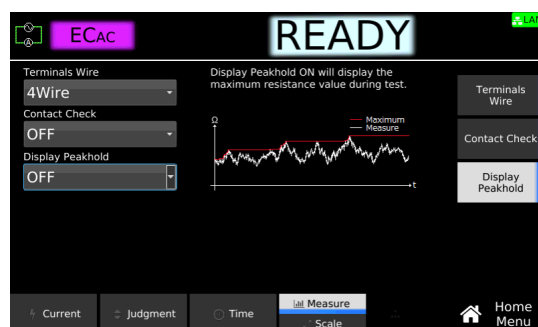 ECAC
READY
LAN
Terminals Wire
4Wire
Contact Check
OFF
Display Peakhold
OFF
Display Peakhold ON will display the
maximum resistance value during test.
Ω
Maximum
Measure
t
Terminals
Wire
Contact Check
Display
Peakhold
Current
Judgment
Time
Measure
Scale
Home
Menu